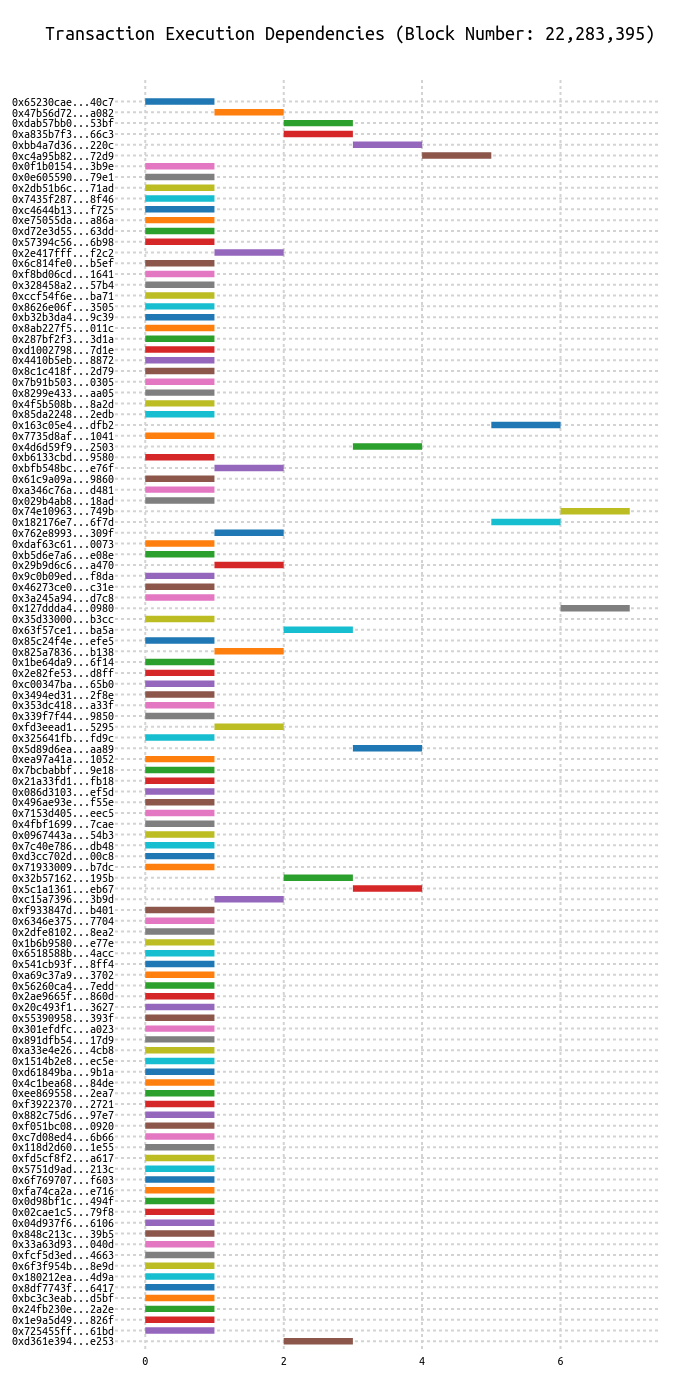 Transaction Execution Dependencies (Block Number: 22,283,395)
0x65230cae...40c7
0x47b56d72...a082
0xdab57bb0...53bf
0xa835b7f3...66c3
0xbb4a7d36...220c
0xc4a95b82...72d9
0x0f1b0154...3b9e
0x0e605590...79e1
0x2db51b6c...71ad
0x7435f287...8f46
0xc4644b13...f725
0xe75055da...a86a
0xd72e3d55...63dd
0x57394c56...6b98
0x2e417fff...f2c2
0x6c814fe0...b5ef
0xf8bd06cd...1641
0x328458a2...57b4
0xccf54f6e...ba71
0x8626e06f...3505
0xb32b3da4...9c39
0x8ab227f5...011c
0x287bf2f3...3d1a
0xd1002798...7d1e
0x4410b5eb...8872
0x8c1c418f...2d79
0x7b91b503...0305
0x8299e433...aa05
0x4f5b508b...8a2d
0x85da2248...2edb
0x163c05e4...dfb2
0x7735d8af...1041
0x4d6d59f9...2503
0xb6133cbd...9580
0xbfb548bc...e76f
0x61c9a09a...9860
0xa346c76a...d481
0x029b4ab8...18ad
0x74e10963...749b
0x182176e7...6f7d
0x762e8993...309f
0xdaf63c61...0073
0xb5d6e7a6...e08e
0x29b9d6c6...a470
0x9c0b09ed...f8da
0x46273ce0...c31e
0x3a245a94...d7c8
0x127ddda4...0980
0x35d33000...b3cc
0x63f57ce1...ba5a
0x85c24f4e...efe5
0x825a7836...b138
0x1be64da9...6f14
0x2e82fe53...d8ff
0xc00347ba...65b0
0x3494ed31...2f8e
0x353dc418...a33f
0x339f7f44...9850
0xfd3eead1...5295
0x325641fb...fd9c
0x5d89d6ea...aa89
0xea97a41a...1052
0x7bcbabbf...9e18
0x21a33fd1...fb18
0x086d3103...ef5d
0x496ae93e...f55e
0x7153d405...eec5
0x4fbf1699...7cae
0x0967443a...54b3
0x7c40e786...db48
0xd3cc702d...00c8
0x71933009...b7dc
0x32b57162...195b
0x5c1a1361...eb67
0xc15a7396...3b9d
0xf933847d...b401
0x6346e375...7704
0x2dfe8102...8ea2
0x1b6b9580...e77e
0x6518588b...4acc
0x541cb93f...8ff4
0xa69c37a9...3702
0x56260ca4...7edd
0x2ae9665f...860d
0x20c493f1...3627
0x55390958...393f
0x301efdfc...a023
0x891dfb54...17d9
0xa33e4e26...4cb8
0x1514b2e8...ec5e
0xd61849ba...9b1a
0x4c1bea68...84de
0xee869558...2ea7
0xf3922370...2721
0x882c75d6...97e7
0xf051bc08...0920
0xc7d08ed4...6b66
0x118d2d60...1e55
0xfd5cf8f2...a617
0x5751d9ad...213c
0x6f769707...f603
0xfa74ca2a...e716
0x0d98bf1c...494f
0x02cae1c5...79f8
0x04d937f6...6106
0x848c213c...39b5
0x33a63d93...040d
0xfcf5d3ed...4663
0x6f3f954b...8e9d
0x180212ea...4d9a
0x8df7743f...6417
0xbc3c3eab...d5bf
0x24fb230e...2a2e
0x1e9a5d49...826f
0x725455ff...61bd
0xd361e394...e253
0 2 4 6